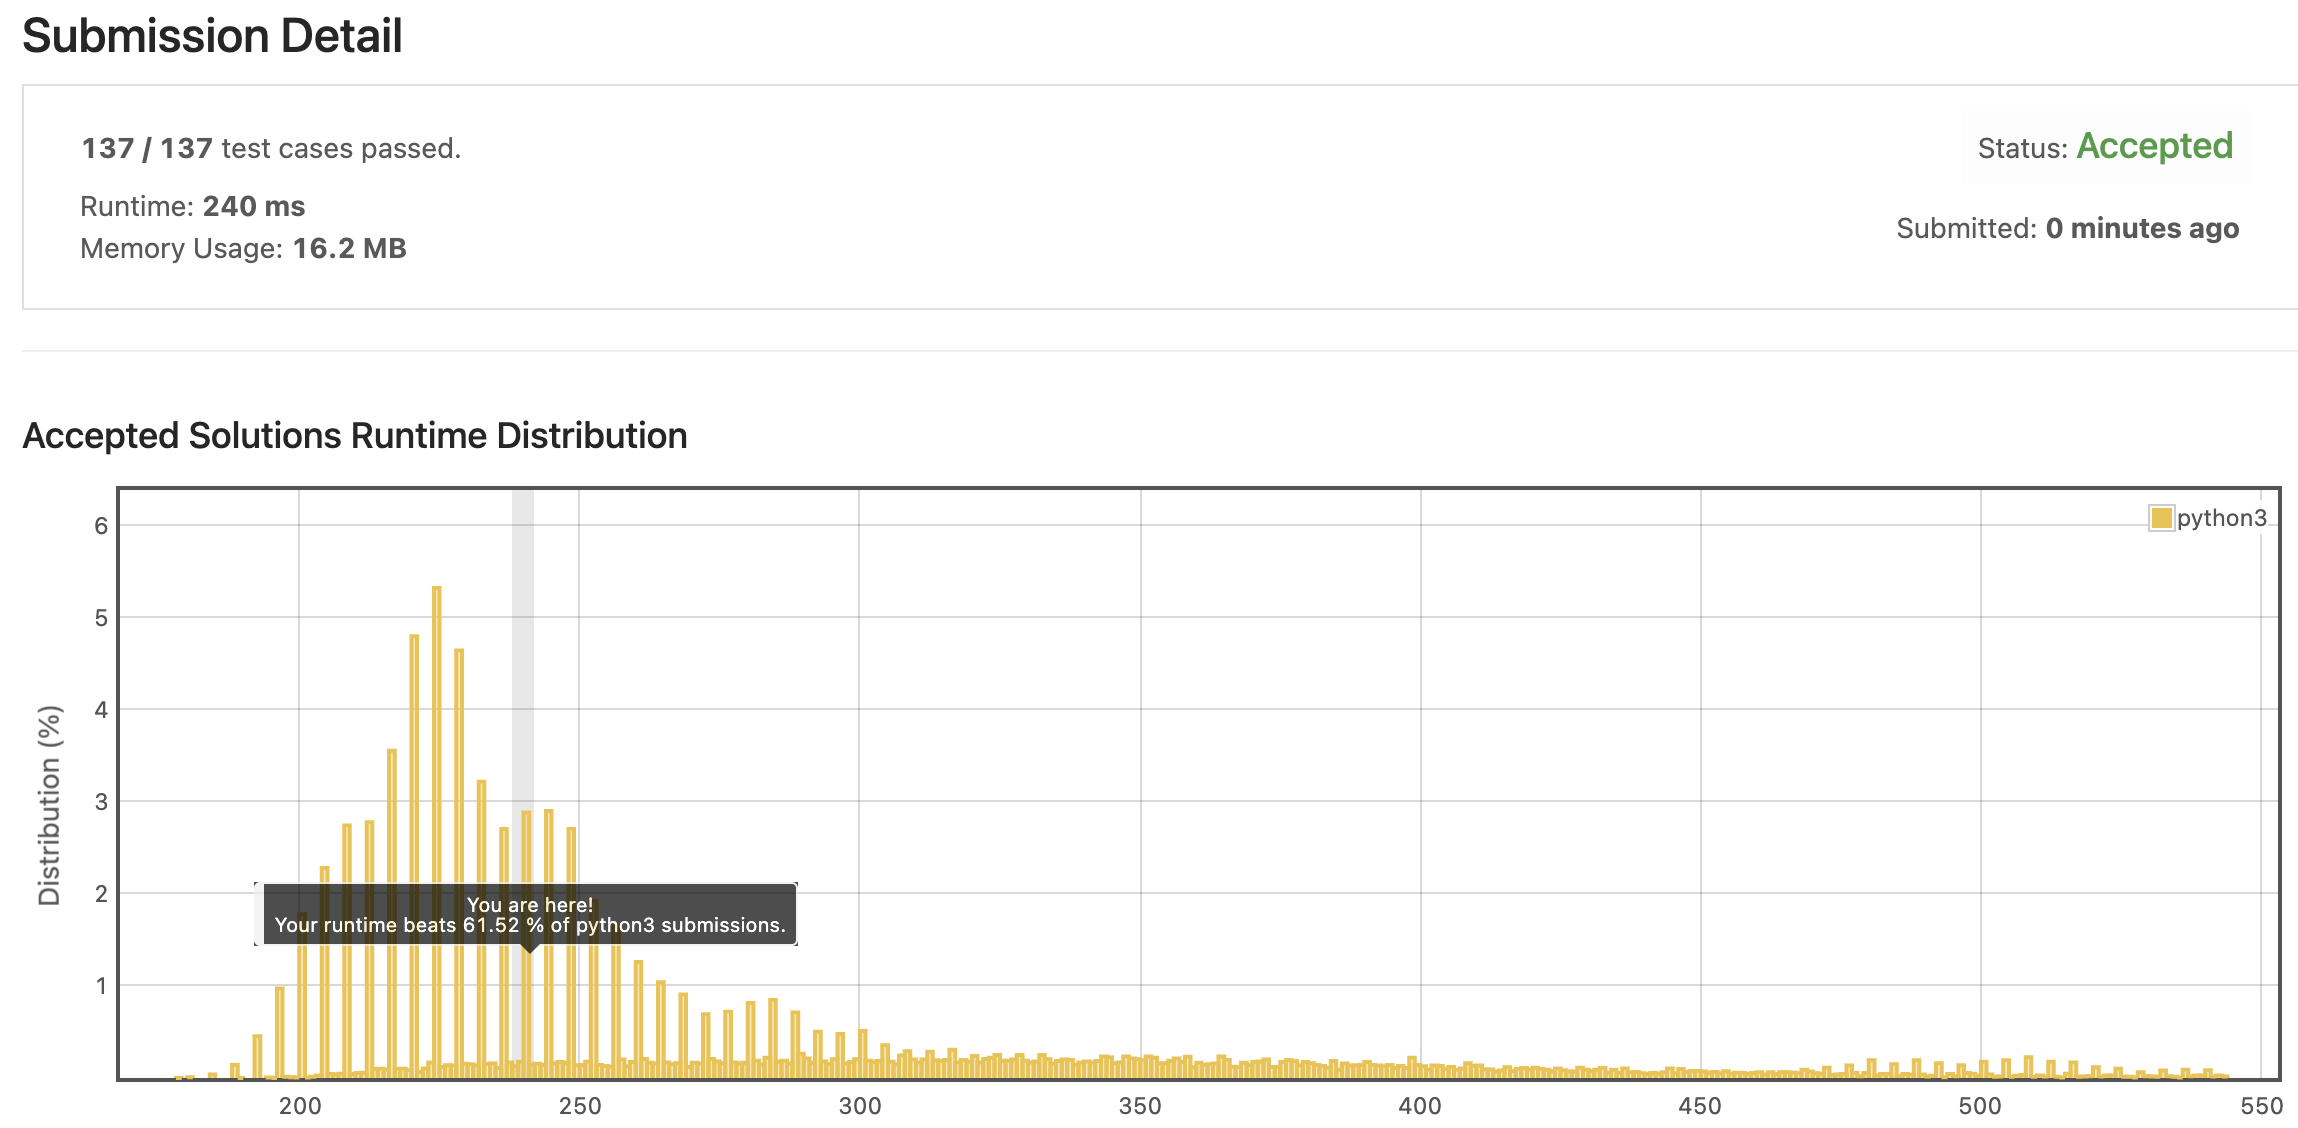 Submission Detail
137 / 137 test cases passed.
Status: Accepted
Runtime: 240 ms
Memory Usage: 16.2 MB
Submitted: 0 minutes ago
Accepted Solutions Runtime Distribution
python3
Distribution (%)
6
5
4
3
2
1
You are here!
Your runtime beats 61.52 % of python3 submissions.
200 250 300 350 400 450 500 550